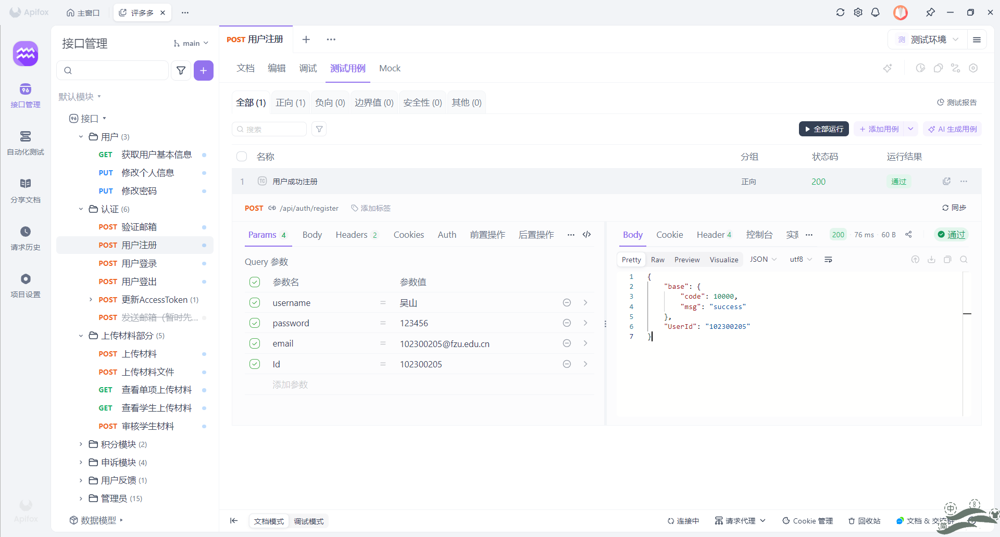 Apifox
主窗口
评多多
接口管理
自动化测试
分享文档
请求历史
项目设置
Apifox
接口管理
main
默认模块
接口
用户 (3)
GET 获取用户基本信息
PUT 修改个人信息
PUT 修改密码
认证 (6)
POST 验证邮箱
POST 用户注册
POST 用户登录
POST 用户登出
POST 更新AccessToken (1)
POST 发送邮箱（暂时先...
上传材料部分 (5)
POST 上传材料
POST 上传材料文件
GET 查看单项上传材料
GET 查看学生上传材料
POST 审核学生材料
积分模块 (2)
申诉模块 (4)
用户反馈 (1)
管理员 (15)
数据模型
POST 用户注册
测 测试环境
文档 编辑 调试 测试用例 Mock
全部 (1) 正向 (1) 负向 (0) 边界值 (0) 安全性 (0) 其他 (0)
测试报告
搜索
全部运行 添加用例 AI 生成用例
名称 分组 状态码 运行结果
1 TC 用户成功注册 正向 200 通过
POST /api/auth/register 添加标签 同步
Params 4 Body Headers 2 Cookies Auth 前置操作 后置操作
Query 参数
参数名 参数值
username = 吴山
password = 123456
email = 102300205@fzu.edu.cn
Id = 102300205
添加参数
Body Cookie Header 4 控制台 实际
200 76 ms 60 B 通过
Pretty Raw Preview Visualize JSON utf8
1 {
2 "base": {
3 "code": 10000,
4 "msg": "success"
5 },
6 "UserId": "102300205"
7 }
文档模式 调试模式
连接中 请求代理 Cookie 管理 回收站 文档 & 交流群
中
简